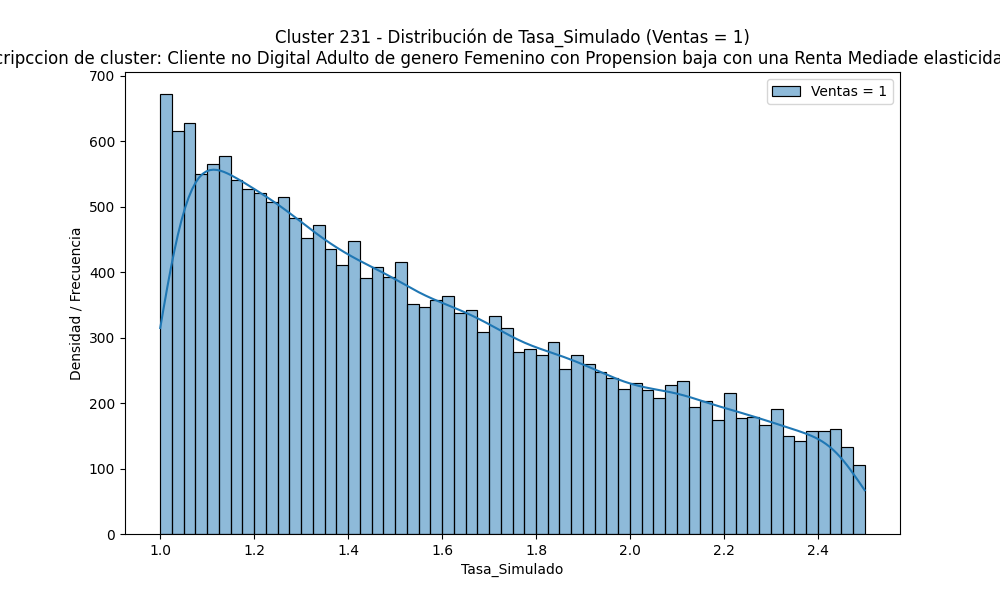 Cluster 231 - Distribución de Tasa_Simulado (Ventas = 1)
cripccion de cluster: Cliente no Digital Adulto de genero Femenino con Propension baja con una Renta Mediade elasticida
700
600
500
400
300
200
100
0
Densidad / Frecuencia
Ventas = 1
1.0 1.2 1.4 1.6 1.8 2.0 2.2 2.4
Tasa_Simulado